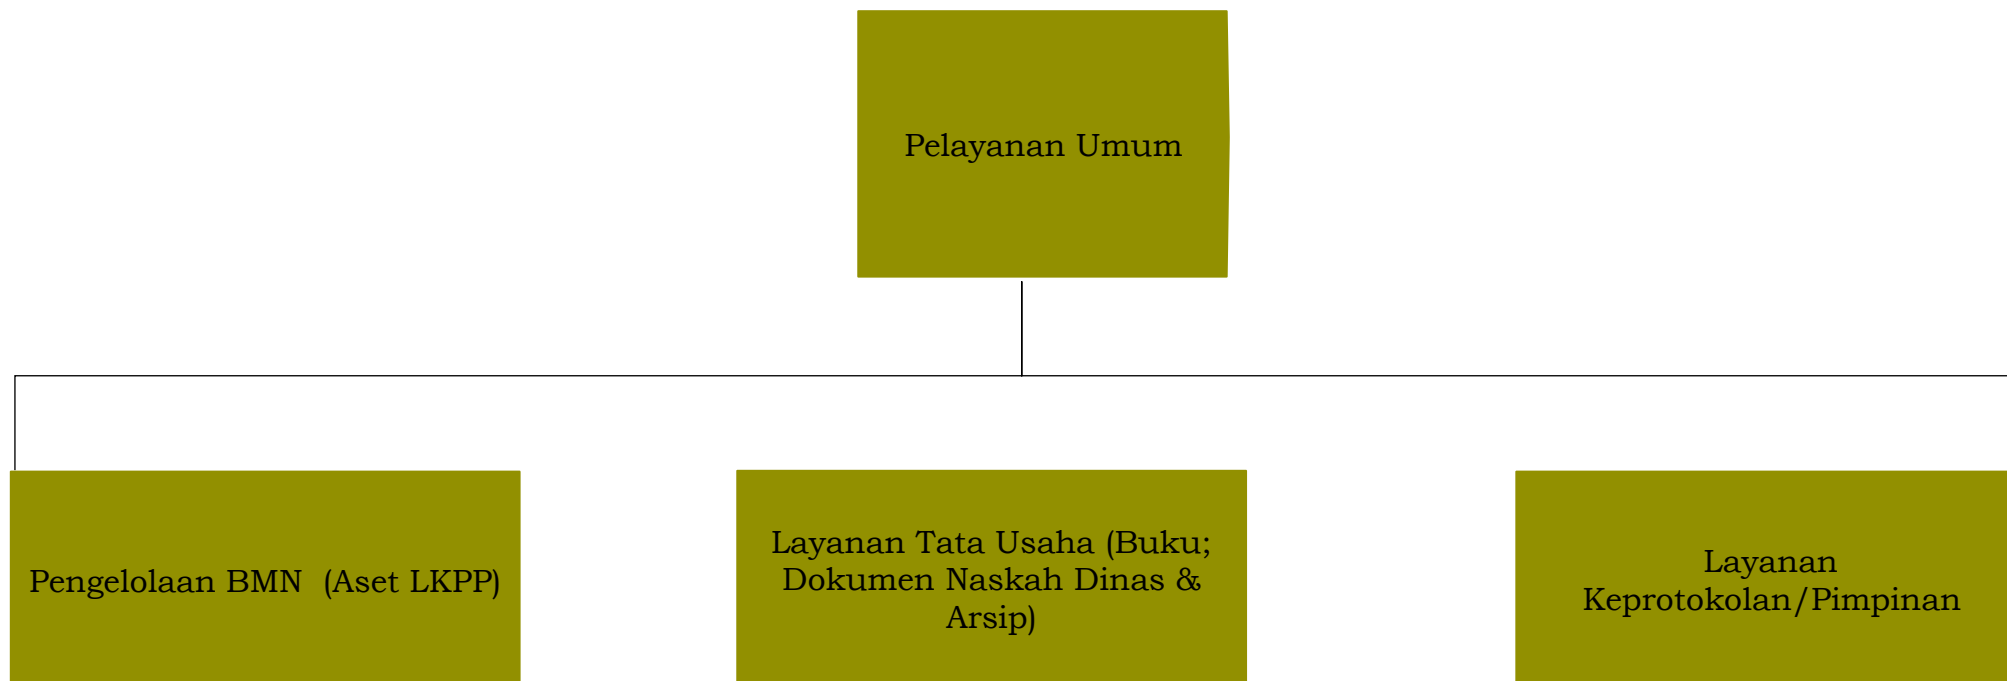 Pelayanan Umum
Pengelolaan BMN  (Aset LKPP)
Layanan Tata Usaha (Buku;
Dokumen Naskah Dinas &
Arsip)
Layanan
Keprotokolan/Pimpinan